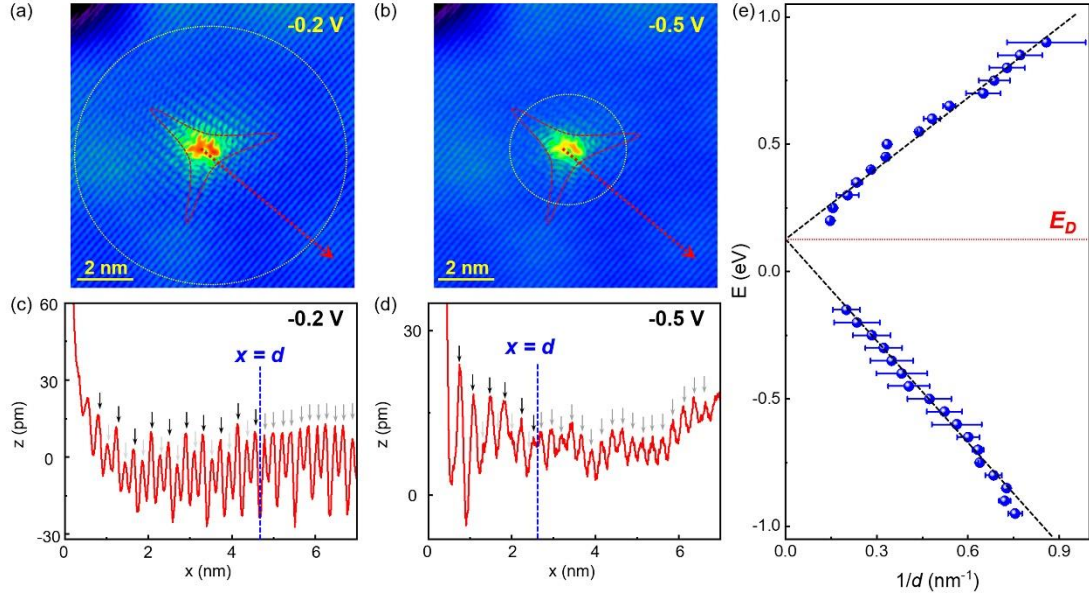 (a)
-0.2 V
2 nm
(b)
-0.5 V
2 nm
(c)
-0.2 V
x = d
60
30
15
0
-30
z (pm)
0
2
4
6
x (nm)
(d)
-0.5 V
x = d
30
15
0
z (pm)
0
2
4
6
x (nm)
(e)
1.0
0.5
0.0
-0.5
-1.0
E (eV)
E_D
0.0
0.3
0.6
0.9
1/d (nm⁻¹)